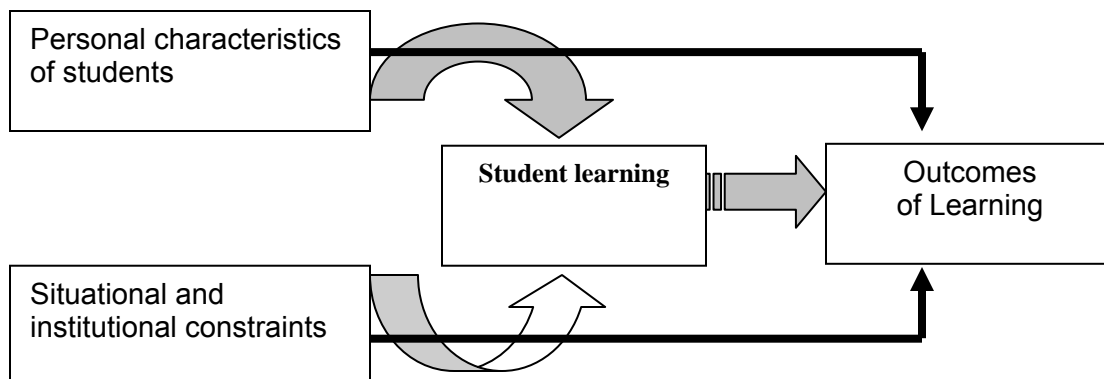 Personal characteristics
of students
Student learning
Outcomes
of Learning
Situational and
institutional constraints